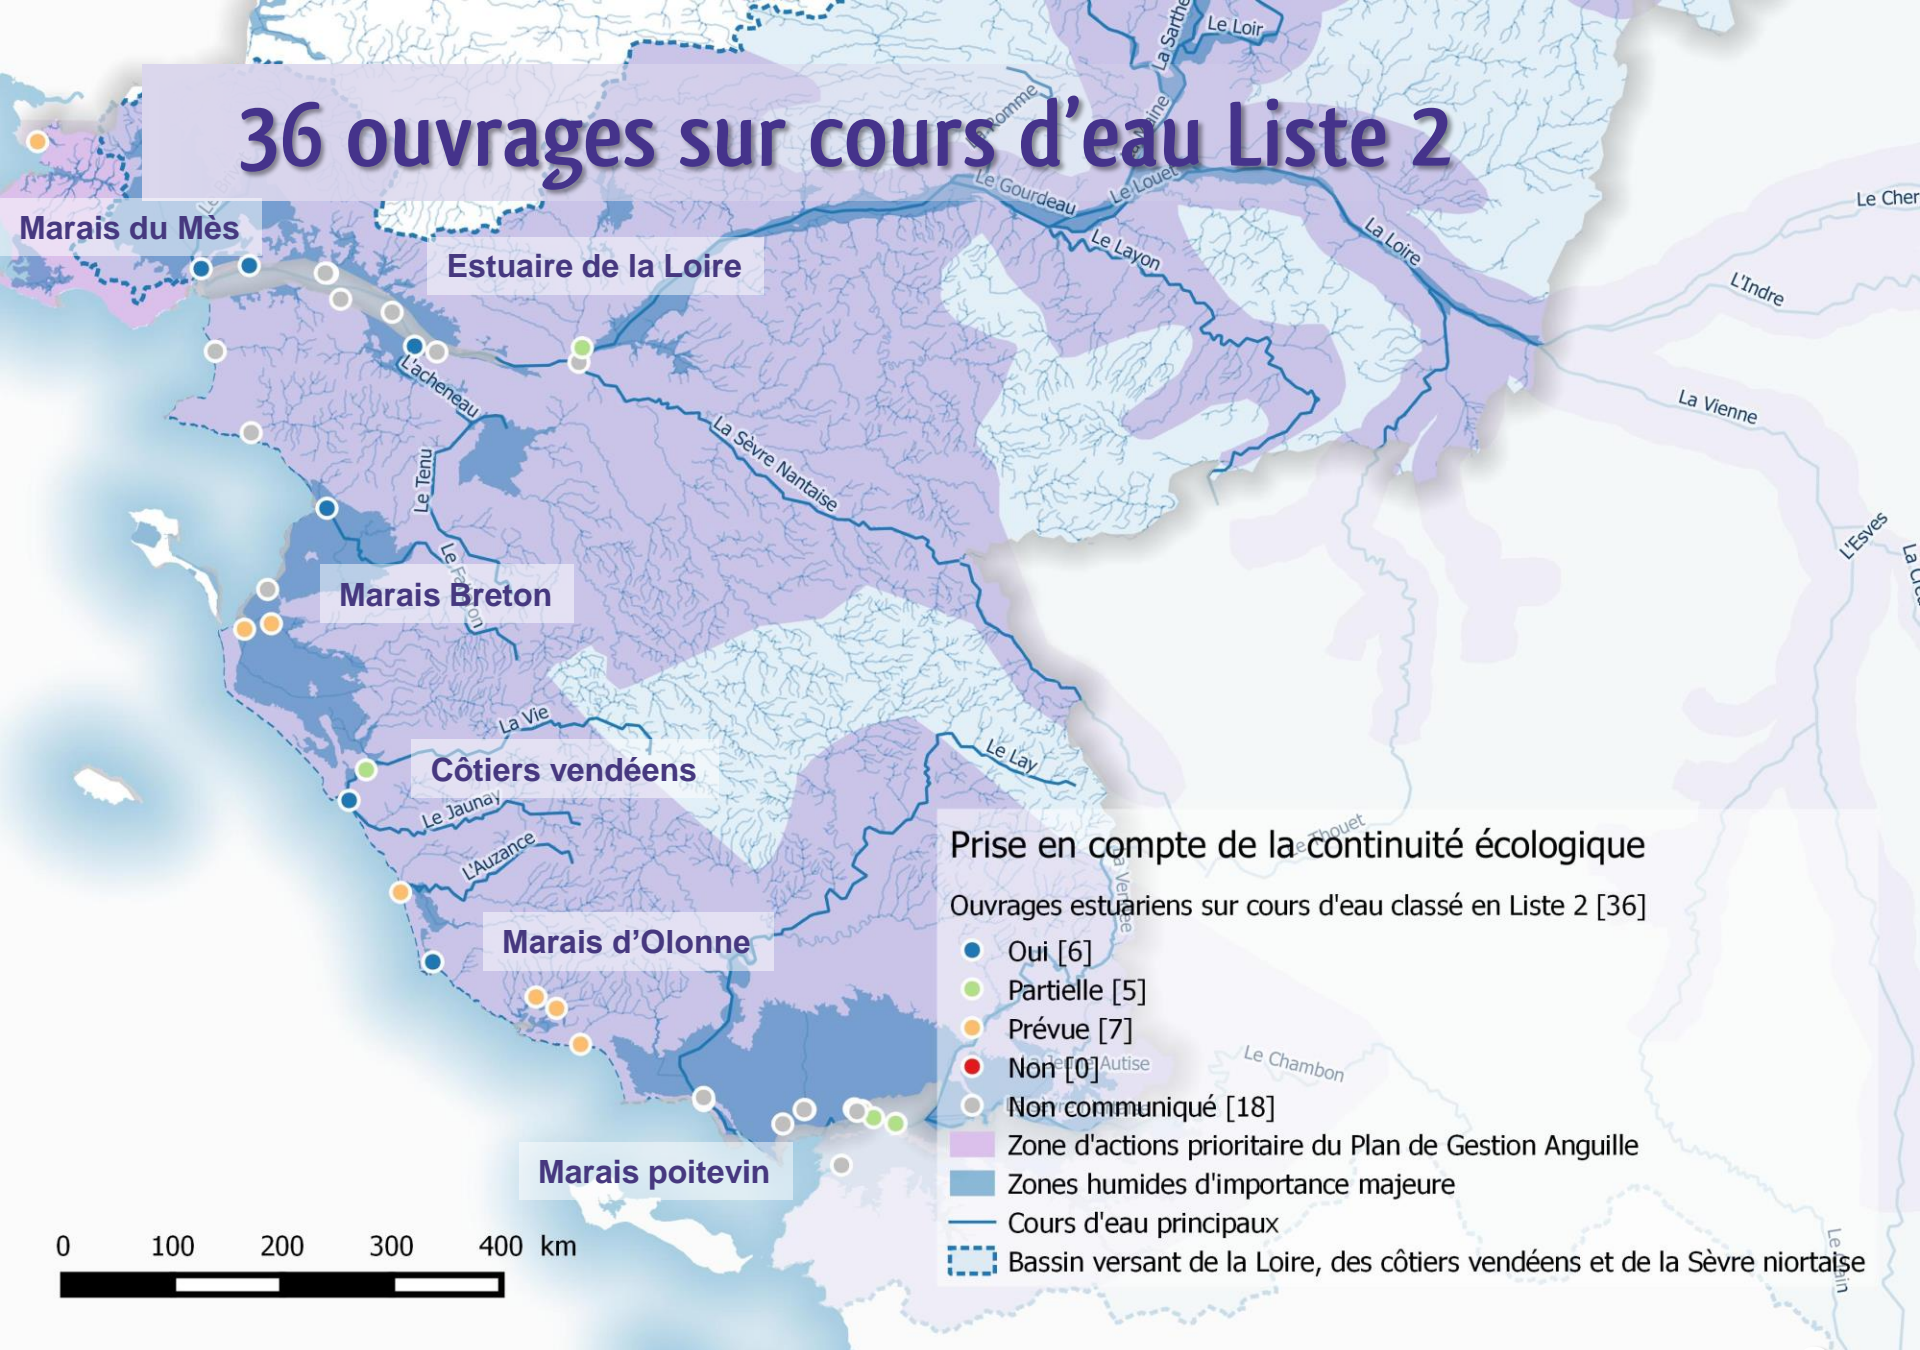 36 ouvrages sur cours d'eau Liste 2
Le Loir
La Sarthe
Le Gourdeau
Le Louet
Le Cher
Marais du Mès
Estuaire de la Loire
Le Layon
La Loire
L'Indre
L'acheneau
La Vienne
La Sèvre Nantaise
Le Tenu
L'Esves
Marais Breton
La Vie
Le Lay
Côtiers vendéens
Le Jaunay
L'Auzance
Le Thouet
Marais d'Olonne
Marais poitevin
Prise en compte de la continuité écologique
Ouvrages estuariens sur cours d'eau classé en Liste 2 [36]
Oui [6]
Partielle [5]
Prévue [7]
Non [0]
Autise
Le Chambon
Non communiqué [18]
Zone d'actions prioritaire du Plan de Gestion Anguille
Zones humides d'importance majeure
Cours d'eau principaux
Bassin versant de la Loire, des côtiers vendéens et de la Sèvre niortaise
0 100 200 300 400 km